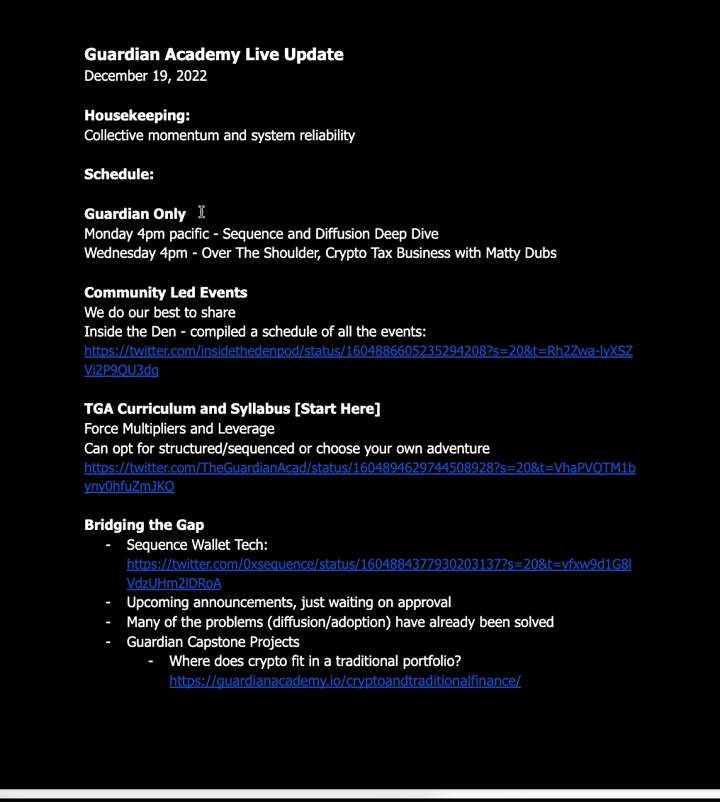 Guardian Academy Live Update
December 19, 2022
Housekeeping:
Collective momentum and system reliability
Schedule:
Guardian Only
Monday 4pm pacific - Sequence and Diffusion Deep Dive
Wednesday 4pm - Over The Shoulder, Crypto Tax Business with Matty Dubs
Community Led Events
We do our best to share
Inside the Den - compiled a schedule of all the events:
https://twitter.com/insidethedenpod/status/1604886605235294208?s=20&t=Rh2Zwa-lyXSZ
Vi2P9QU3dg
TGA Curriculum and Syllabus [Start Here]
Force Multipliers and Leverage
Can opt for structured/sequenced or choose your own adventure
https://twitter.com/TheGuardianAcad/status/1604894629744508928?s=20&t=VhaPVQTM1b
yny0hfuZmJKQ
Bridging the Gap
- Sequence Wallet Tech:
https://twitter.com/0xsequence/status/1604884377930203137?s=20&t=vfxw9d1G8l
VdzUHm2lDRoA
- Upcoming announcements, just waiting on approval
- Many of the problems (diffusion/adoption) have already been solved
- Guardian Capstone Projects
- Where does crypto fit in a traditional portfolio?
https://guardianacademy.io/cryptoandtraditionalfinance/